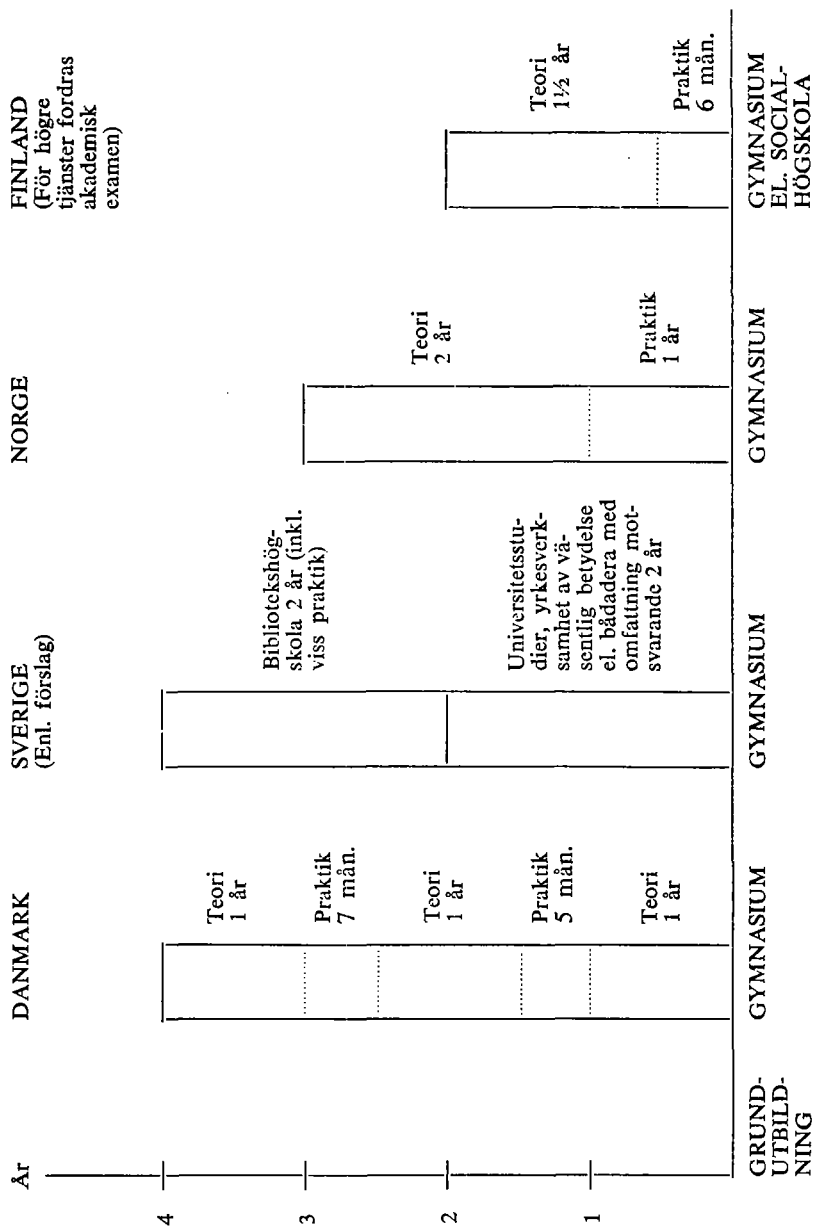 År
4
3
2
1
GRUND-
UTBILD-
NING
DANMARK
Teori
1 år
Praktik
7 mån.
Teori
1 år
Praktik
5 mån.
Teori
1 år
GYMNASIUM
SVERIGE
(Enl. förslag)
Bibliotekshög-
skola 2 år (inkl.
viss praktik)
Universitetsstu-
dier, yrkesverk-
samhet av vä-
sentlig betydelse
el. bådadera med
omfattning mot-
svarande 2 år
GYMNASIUM
NORGE
Teori
2 år
Praktik
1 år
GYMNASIUM
FINLAND
(För högre
tjänster fordras
akademisk
examen)
Teori
1½ år
Praktik
6 mån.
GYMNASIUM
EL. SOCIAL-
HÖGSKOLA